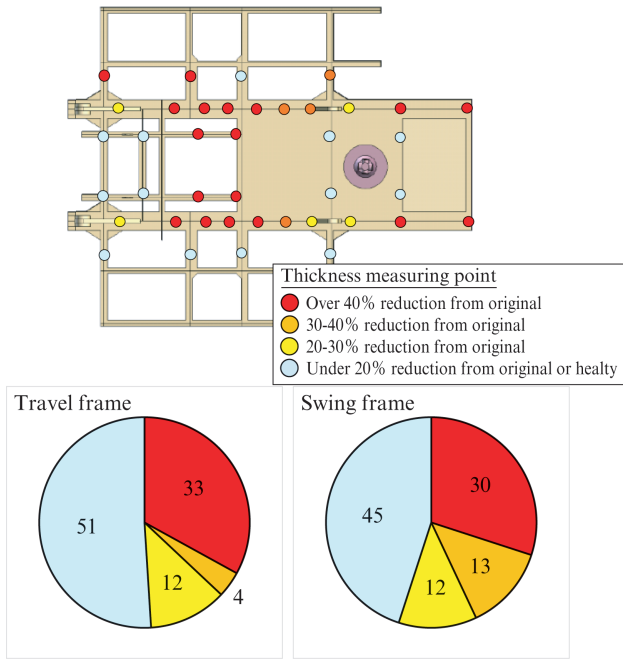 Thickness measuring point
Over 40% reduction from original
30-40% reduction from original
20-30% reduction from original
Under 20% reduction from original or healty
Travel frame
33
4
12
51
Swing frame
30
13
12
45